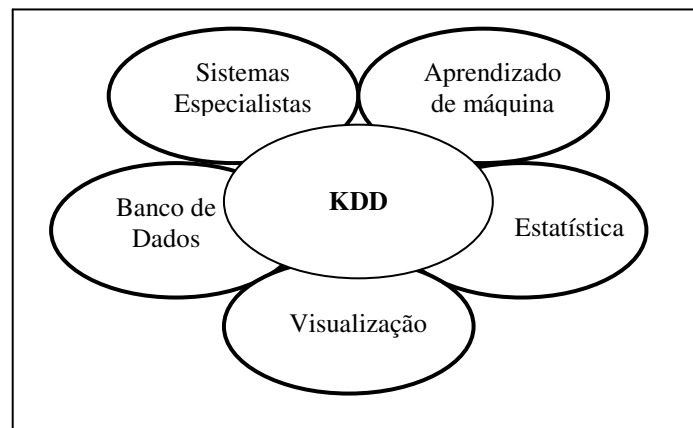 Sistemas
Especialistas
Aprendizado
de máquina
KDD
Banco de
Dados
Estatística
Visualização